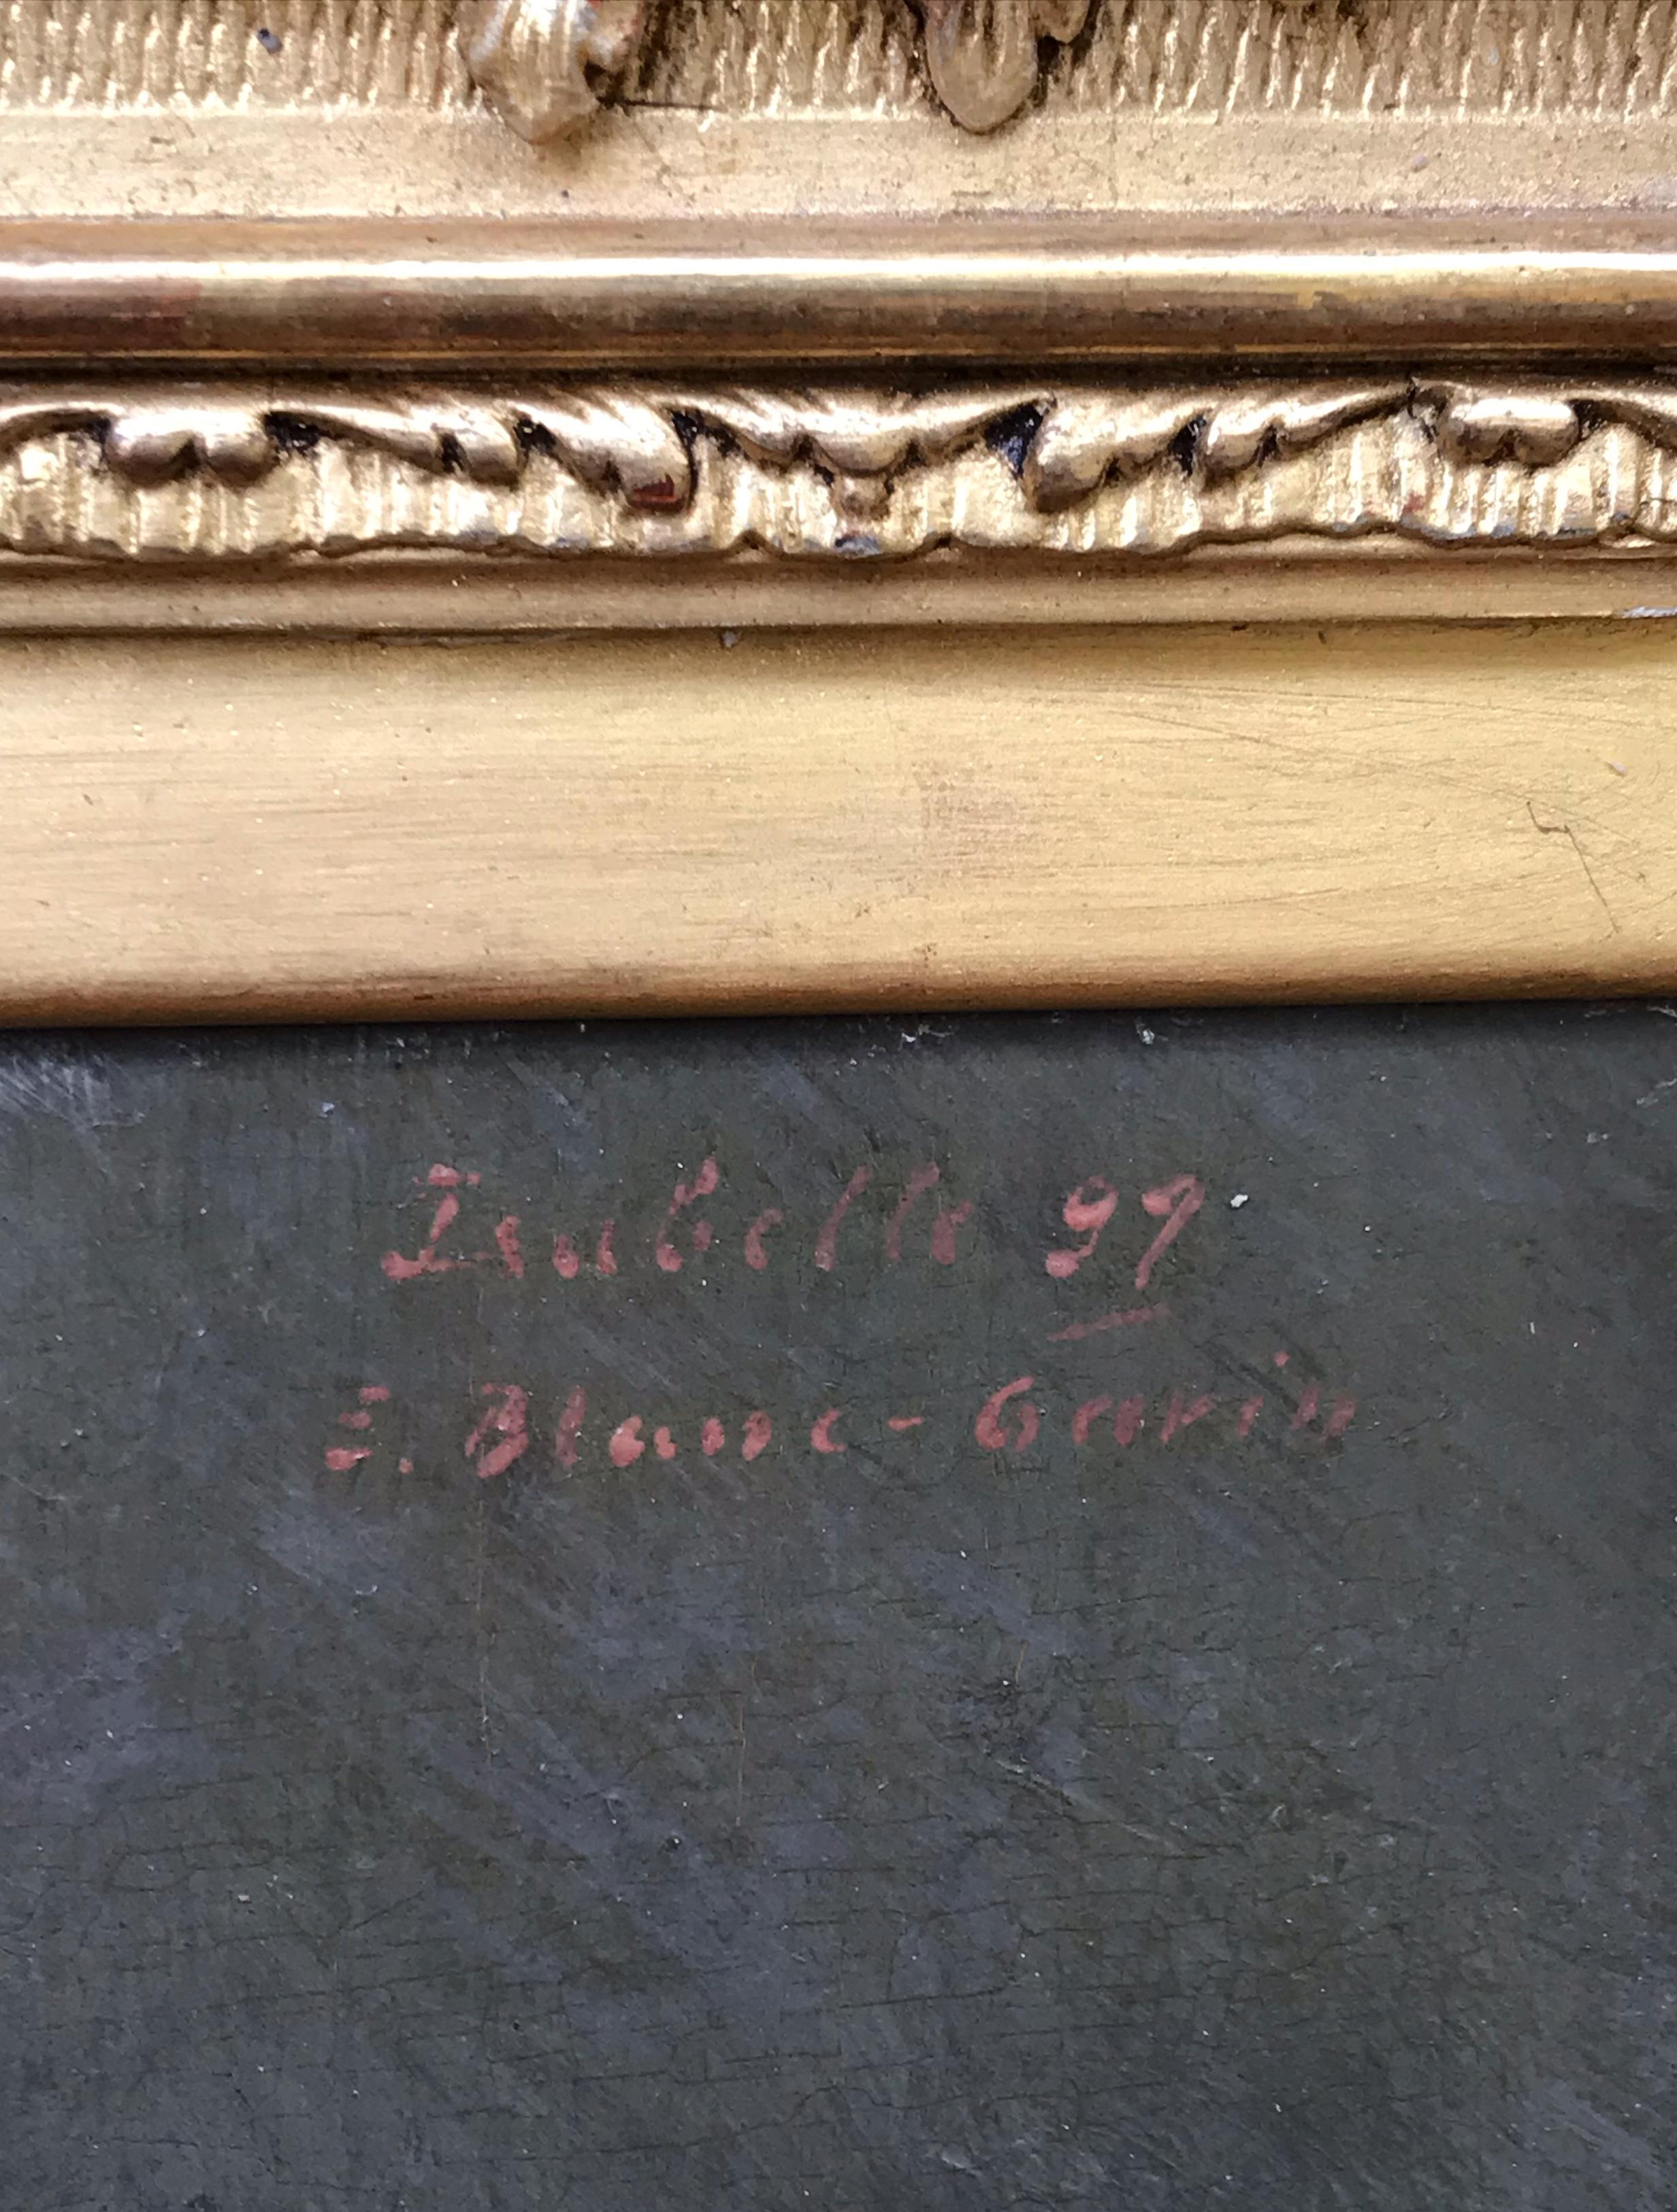 Isabelle 97
E. Blanc-Garin